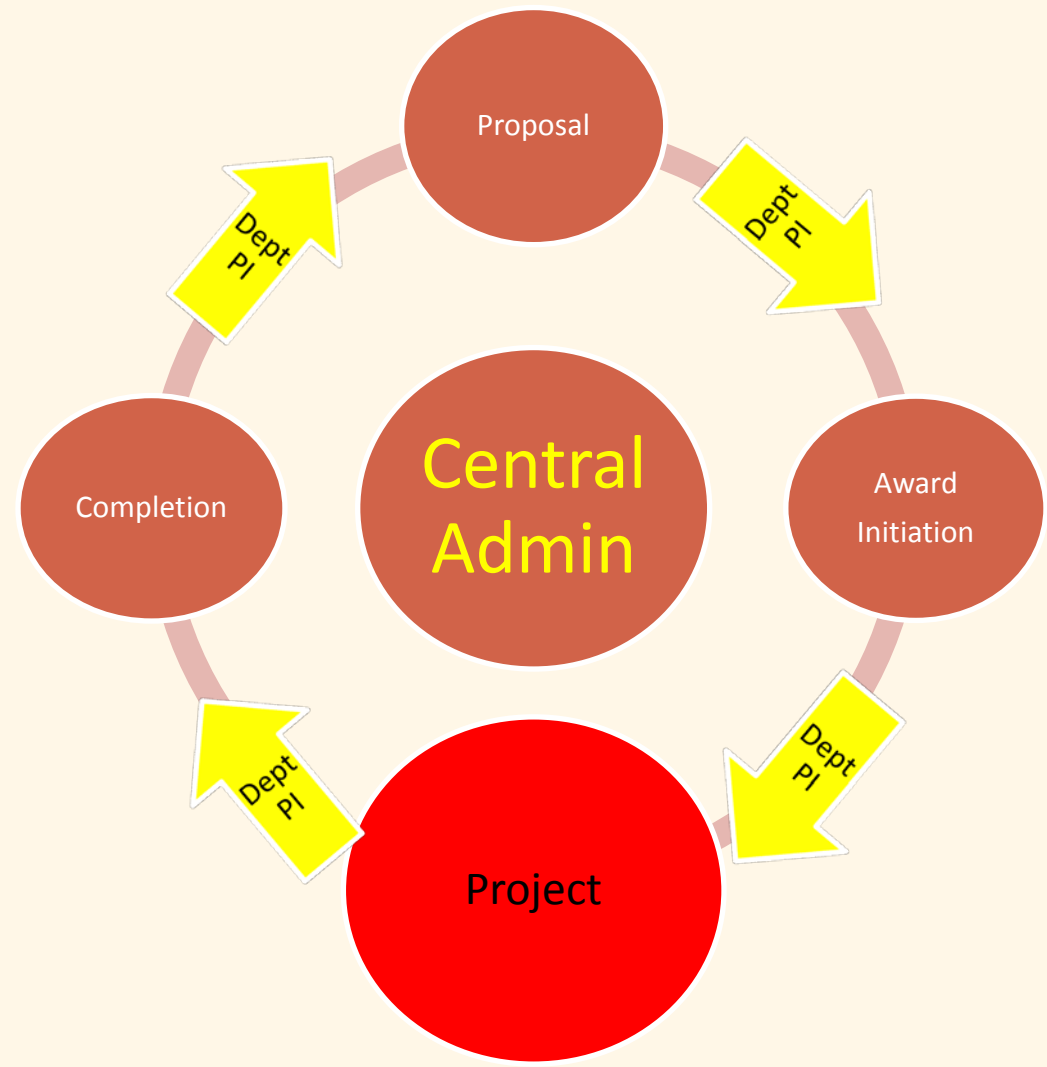 Proposal
Dept
PI
Dept
PI
Central
Admin
Completion
Award
Initiation
Dept
PI
Dept
PI
Project